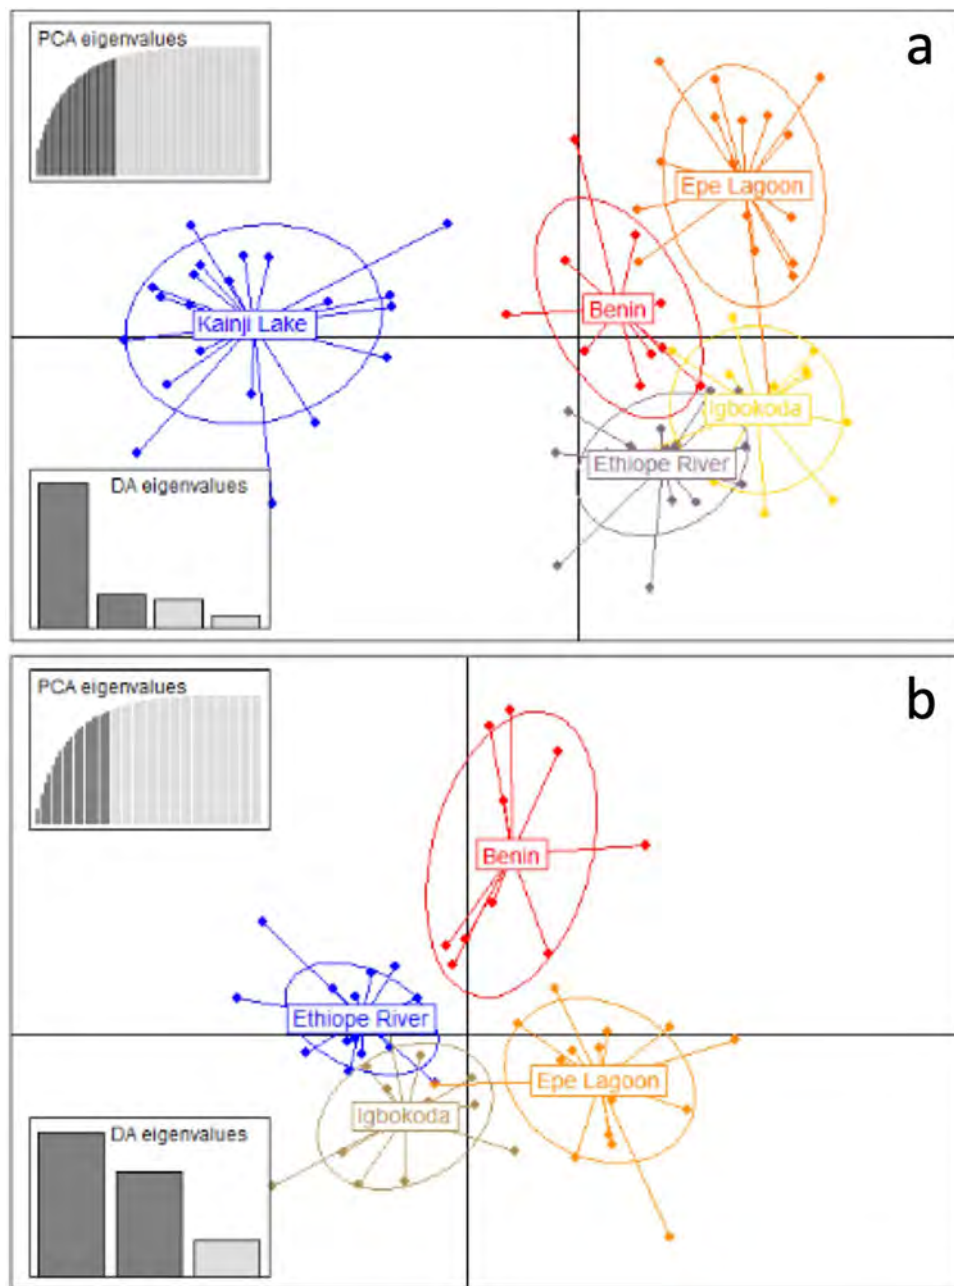 PCA eigenvalues
a
Epe Lagoon
Benin
Kainji Lake
Igbokoda
Ethiope River
DA eigenvalues
PCA eigenvalues
b
Benin
Ethiope River
Epe Lagoon
Igbokoda
DA eigenvalues